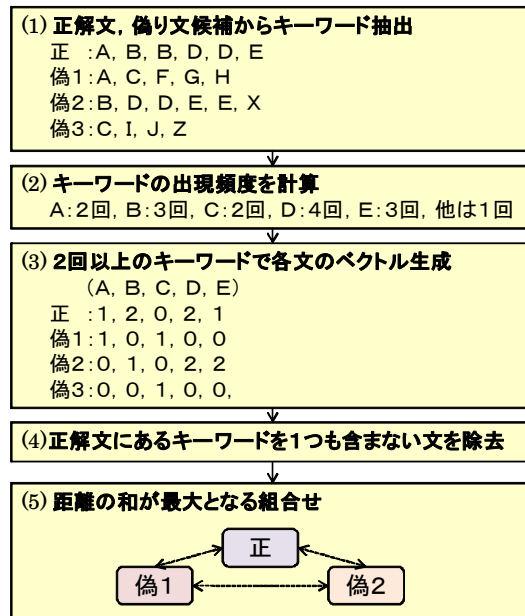 (1) 正解文, 偽り文候補からキーワード抽出
正 :A, B, B, D, D, E
偽1:A, C, F, G, H
偽2:B, D, D, E, E, X
偽3:C, I, J, Z
(2) キーワードの出現頻度を計算
A:2回, B:3回, C:2回, D:4回, E:3回, 他は1回
(3) 2回以上のキーワードで各文のベクトル生成
(A, B, C, D, E)
正 :1, 2, 0, 2, 1
偽1:1, 0, 1, 0, 0
偽2:0, 1, 0, 2, 2
偽3:0, 0, 1, 0, 0,
(4)正解文にあるキーワードを1つも含まない文を除去
(5) 距離の和が最大となる組合せ
正
偽1 偽2